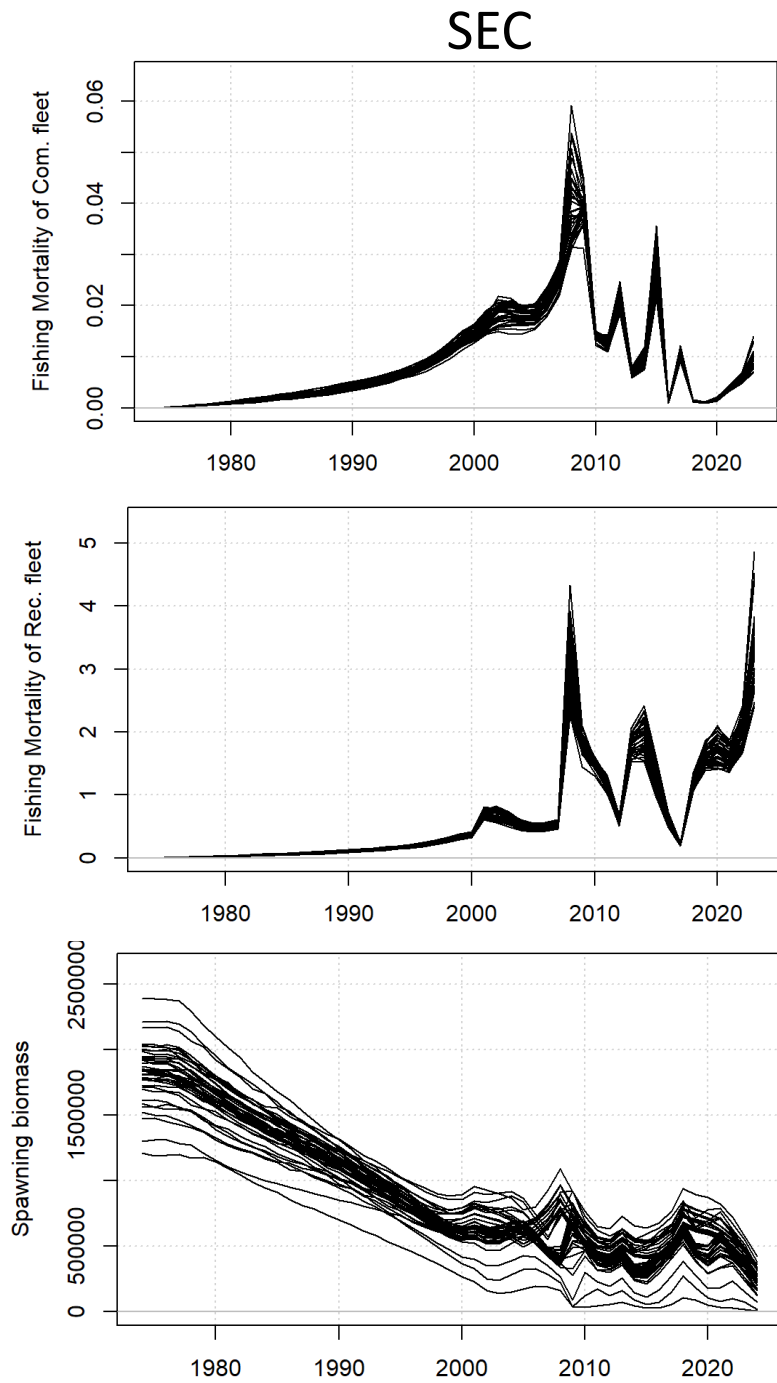 SEC
Fishing Mortality of Com. fleet
0.06
0.04
0.02
0.00
1980 1990 2000 2010 2020
Fishing Mortality of Rec. fleet
5
4
3
2
1
0
1980 1990 2000 2010 2020
Spawning biomass
2500000
1500000
500000
0
1980 1990 2000 2010 2020